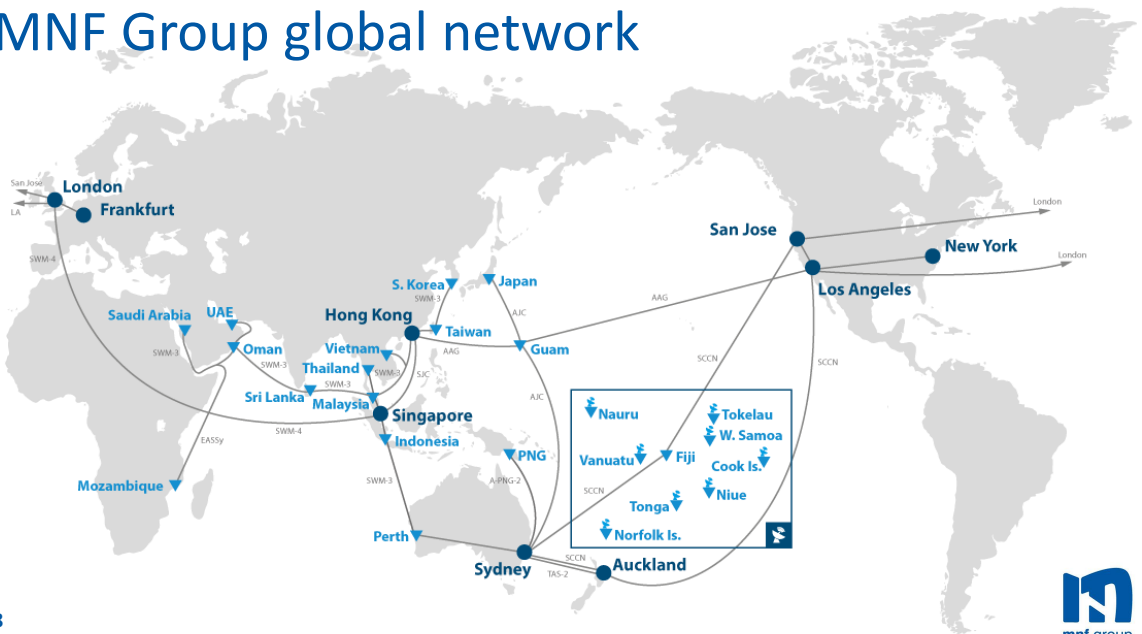 MNF Group global network
San Jose
London
LA
Frankfurt
SWM-4
San Jose
London
New York
London
Los Angeles
S. Korea
Japan
SWM-3
AAG
Saudi Arabia
UAE
Hong Kong
AJC
Taiwan
Oman
Vietnam
AAG
Guam
SWM-3
SWM-3
Thailand
SWM-3
SJC
SCCN
SCCN
SWM-3
Sri Lanka
Malaysia
AJC
Singapore
SWM-4
Indonesia
EASSy
Nauru
Tokelau
W. Samoa
PNG
Vanuatu
Fiji
Cook Is.
SWM-3
A-PNG-2
SCCN
Mozambique
Niue
Tonga
Perth
Norfolk Is.
SCCN
Sydney
TAS-2
Auckland
mnf group